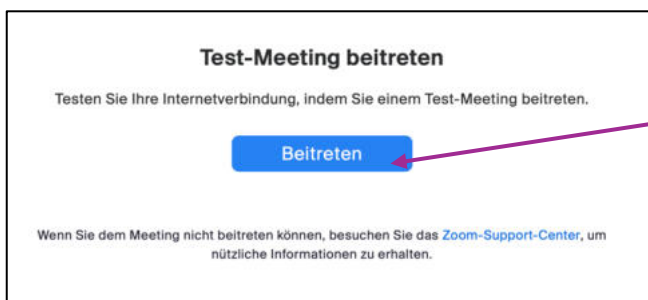 Test-Meeting beitreten
Testen Sie Ihre Internetverbindung, indem Sie einem Test-Meeting beitreten.
Beitreten
Wenn Sie dem Meeting nicht beitreten können, besuchen Sie das Zoom-Support-Center, um
nützliche Informationen zu erhalten.